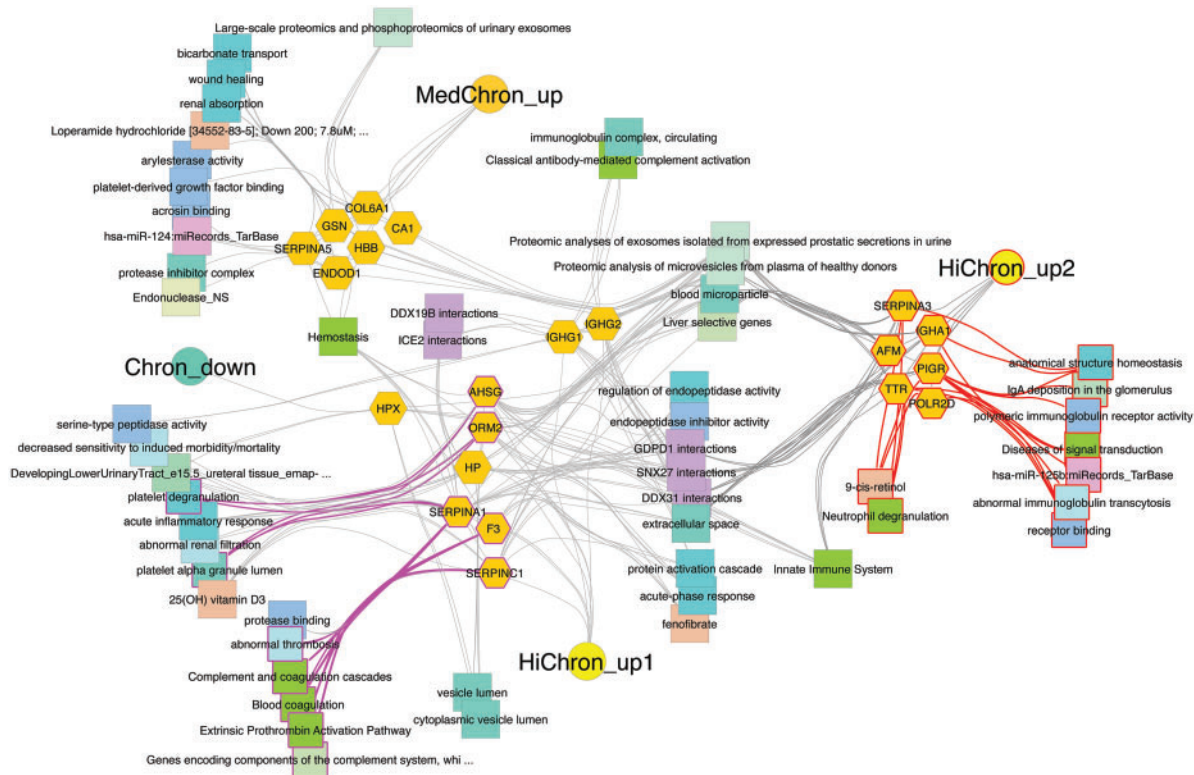 Large-scale proteomics and phosphoproteomics of urinary exosomes
bicarbonate transport
wound healing
renal absorption
Loperamide hydrochloride [34552-83-5]; Down 200; 7.8uM; ...
arylesterase activity
platelet-derived growth factor binding
acrosin binding
hsa-miR-124:miRecords_TarBase
protease inhibitor complex
Endonuclease_NS
MedChron_up
COL6A1
GSN
CA1
SERPINA5
HBB
ENDOD1
Hemostasis
immunoglobulin complex, circulating
Classical antibody-mediated complement activation
Proteomic analyses of exosomes isolated from expressed prostatic secretions in urine
Proteomic analysis of microvesicles from plasma of healthy donors
blood microparticle
Liver selective genes
DDX19B interactions
ICE2 interactions
IGHG1
IGHG2
HiChron_up2
SERPINA3
IGHA1
AFM
PIGR
TTR
POLR2D
anatomical structure homeostasis
IgA deposition in the glomerulus
polymeric immunoglobulin receptor activity
Diseases of signal transduction
hsa-miR-125b:miRecords_TarBase
abnormal immunoglobulin transcytosis
receptor binding
9-cis-retinol
Neutrophil degranulation
Innate Immune System
Chron_down
HPX
AHSG
ORM2
HP
SERPINA1
F3
SERPINC1
regulation of endopeptidase activity
endopeptidase inhibitor activity
GDPD1 interactions
SNX27 interactions
DDX31 interactions
extracellular space
protein activation cascade
acute-phase response
fenofibrate
serine-type peptidase activity
decreased sensitivity to induced morbidity/mortality
DevelopingLowerUrinaryTract_e15,5_ureteral tissue_emap- ...
platelet degranulation
acute inflammatory response
abnormal renal filtration
platelet alpha granule lumen
25(OH) vitamin D3
protease binding
abnormal thrombosis
Complement and coagulation cascades
Blood coagulation
Extrinsic Prothrombin Activation Pathway
Genes encoding components of the complement system, whi ...
vesicle lumen
cytoplasmic vesicle lumen
HiChron_up1